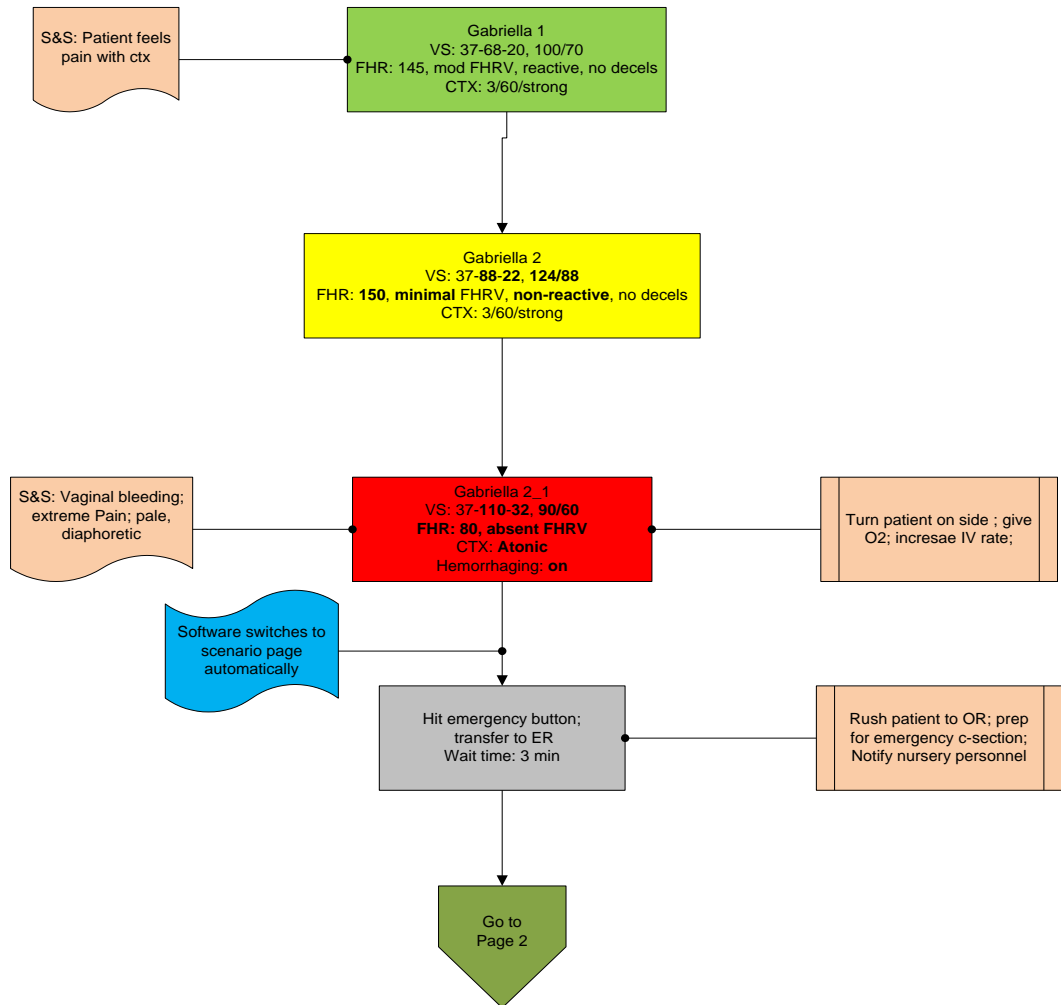 S&S: Patient feels
pain with ctx
Gabriella 1
VS: 37-68-20, 100/70
FHR: 145, mod FHRV, reactive, no decels
CTX: 3/60/strong
Gabriella 2
VS: 37-88-22, 124/88
FHR: 150, minimal FHRV, non-reactive, no decels
CTX: 3/60/strong
S&S: Vaginal bleeding;
extreme Pain; pale,
diaphoretic
Gabriella 2_1
VS: 37-110-32, 90/60
FHR: 80, absent FHRV
CTX: Atonic
Hemorrhaging: on
Turn patient on side ; give
O2; incresae IV rate;
Software switches to
scenario page
automatically
Hit emergency button;
transfer to ER
Wait time: 3 min
Rush patient to OR; prep
for emergency c-section;
Notify nursery personnel
Go to
Page 2